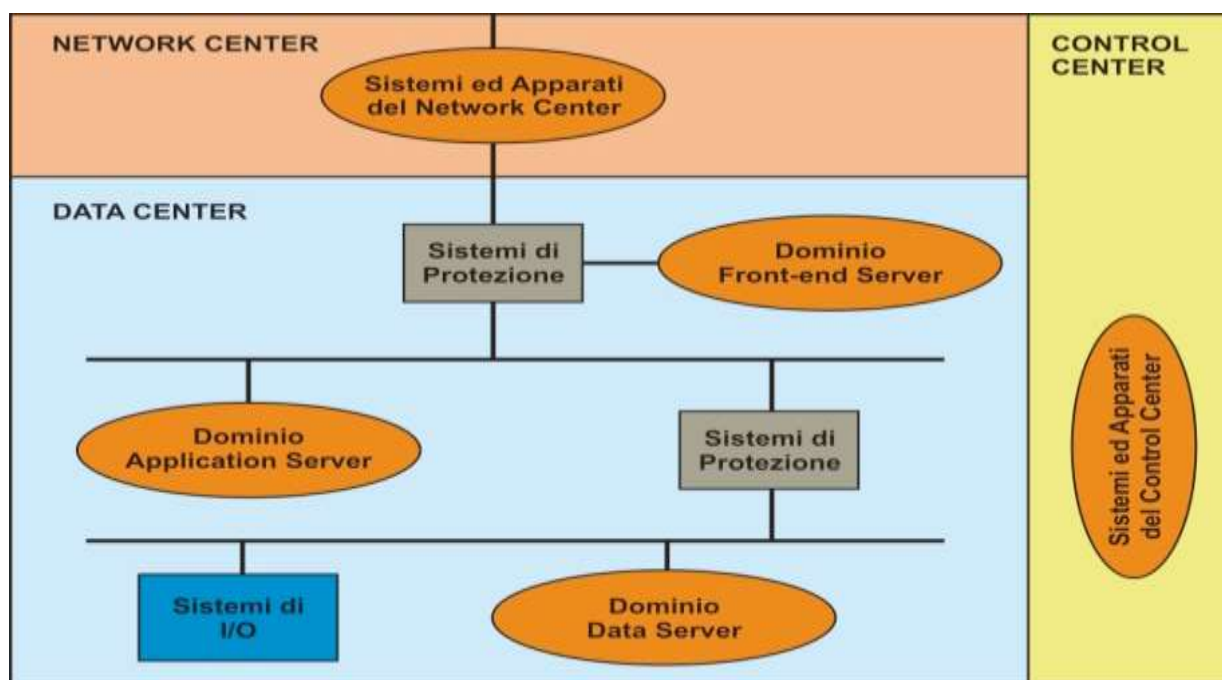 NETWORK CENTER
Sistemi ed Apparati
del Network Center
CONTROL
CENTER
DATA CENTER
Sistemi di
Protezione
Dominio
Front-end Server
Dominio
Application Server
Sistemi di
Protezione
Sistemi ed Apparati
del Control Center
Sistemi di
I/O
Dominio
Data Server